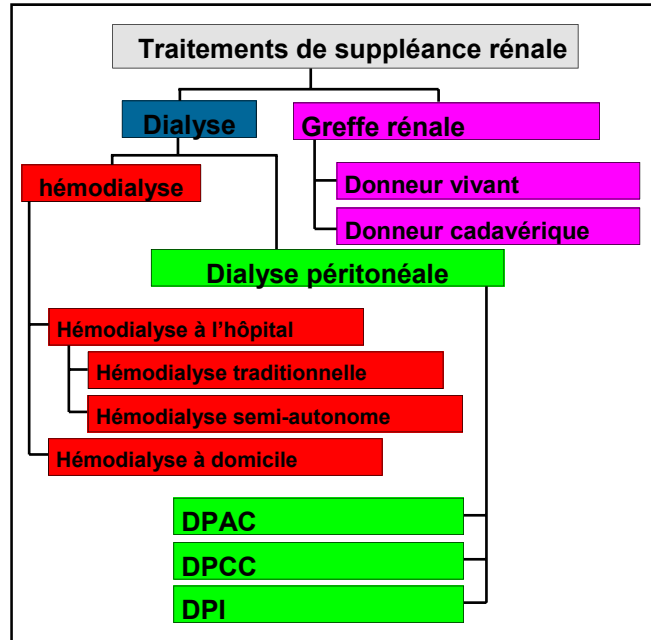 Traitements de suppléance rénale
Dialyse
Greffe rénale
hémodialyse
Donneur vivant
Donneur cadavérique
Dialyse péritonéale
Hémodialyse à l'hôpital
Hémodialyse traditionnelle
Hémodialyse semi-autonome
Hémodialyse à domicile
DPAC
DPCC
DPI